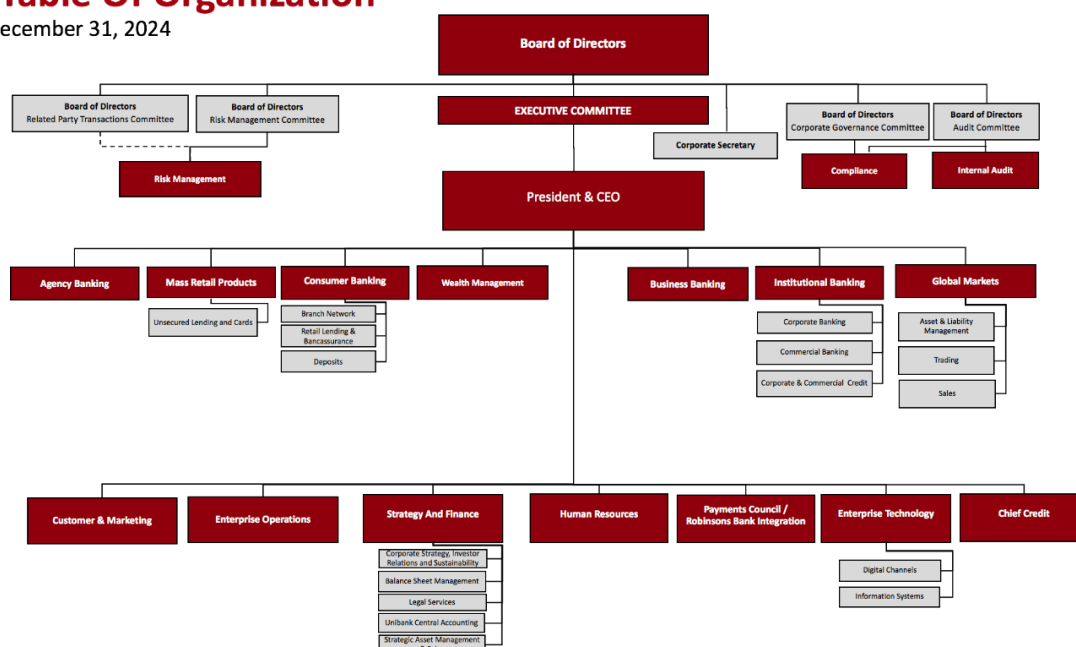 Table Of Organization
ecember 31, 2024
Board of Directors
Board of Directors
Related Party Transactions Committee
Board of Directors
Risk Management Committee
EXECUTIVE COMMITTEE
Corporate Secretary
Board of Directors
Corporate Governance Committee
Board of Directors
Audit Committee
Risk Management
Compliance
Internal Audit
President & CEO
Agency Banking
Mass Retail Products
Consumer Banking
Wealth Management
Business Banking
Institutional Banking
Global Markets
Unsecured Lending and Cards
Branch Network
Retail Lending &
Bancassurance
Deposits
Corporate Banking
Commercial Banking
Corporate & Commercial Credit
Asset & Liability
Management
Trading
Sales
Customer & Marketing
Enterprise Operations
Strategy And Finance
Human Resources
Payments Council /
Robinsons Bank Integration
Enterprise Technology
Chief Credit
Corporate Strategy, Investor
Relations and Sustainability
Balance Sheet Management
Legal Services
Unibank Central Accounting
Strategic Asset Management
Digital Channels
Information Systems